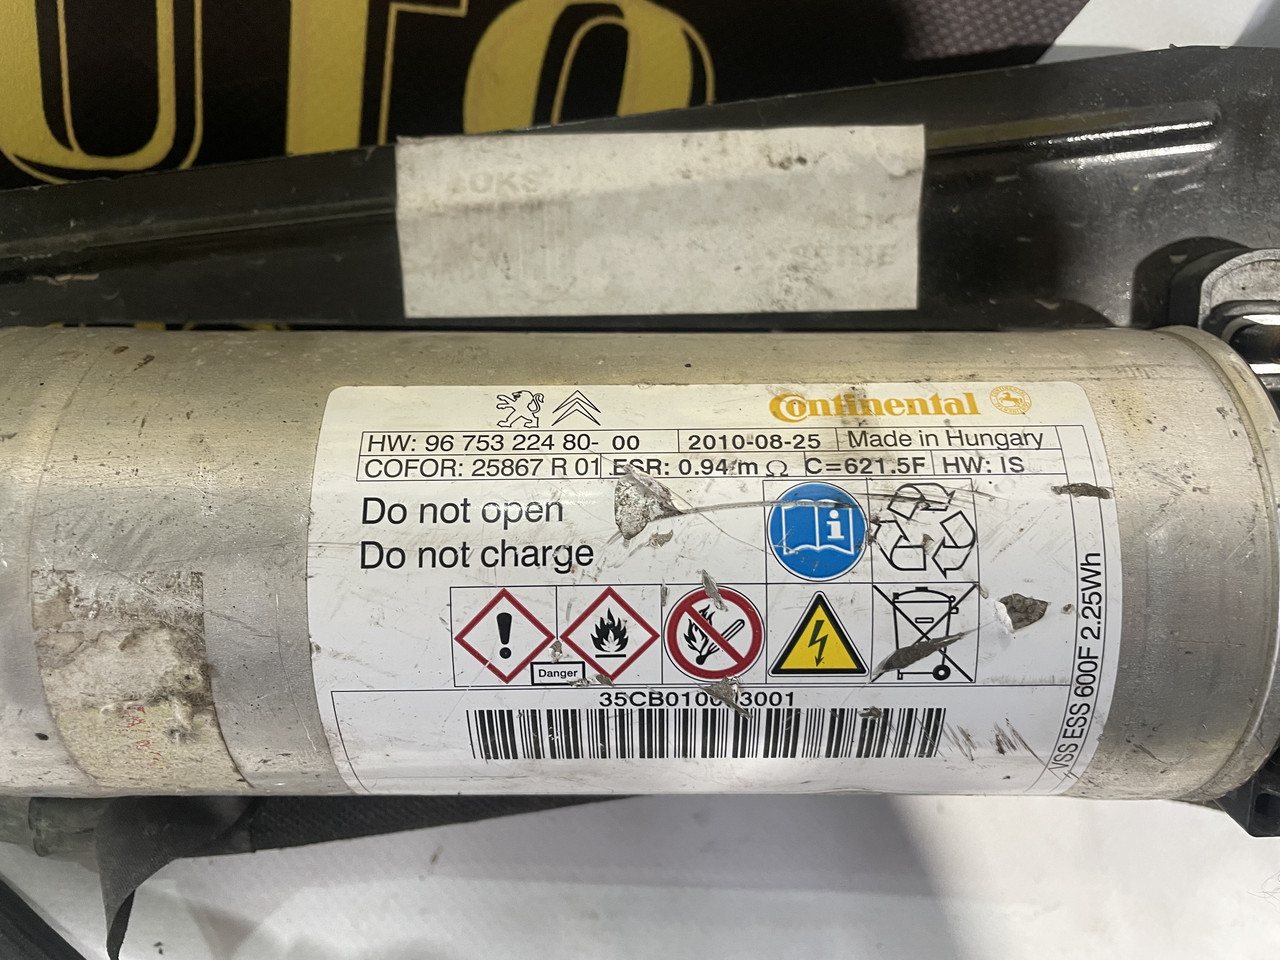 uro
Continental
HW: 96 753 224 80- 00 2010-08-25 Made in Hungary
COFOR: 25867 R 01 ESR: 0.94 m Ω C=621.5F HW: IS
Do not open
Do not charge
Danger
VSS ESS 600F 2.25Wh